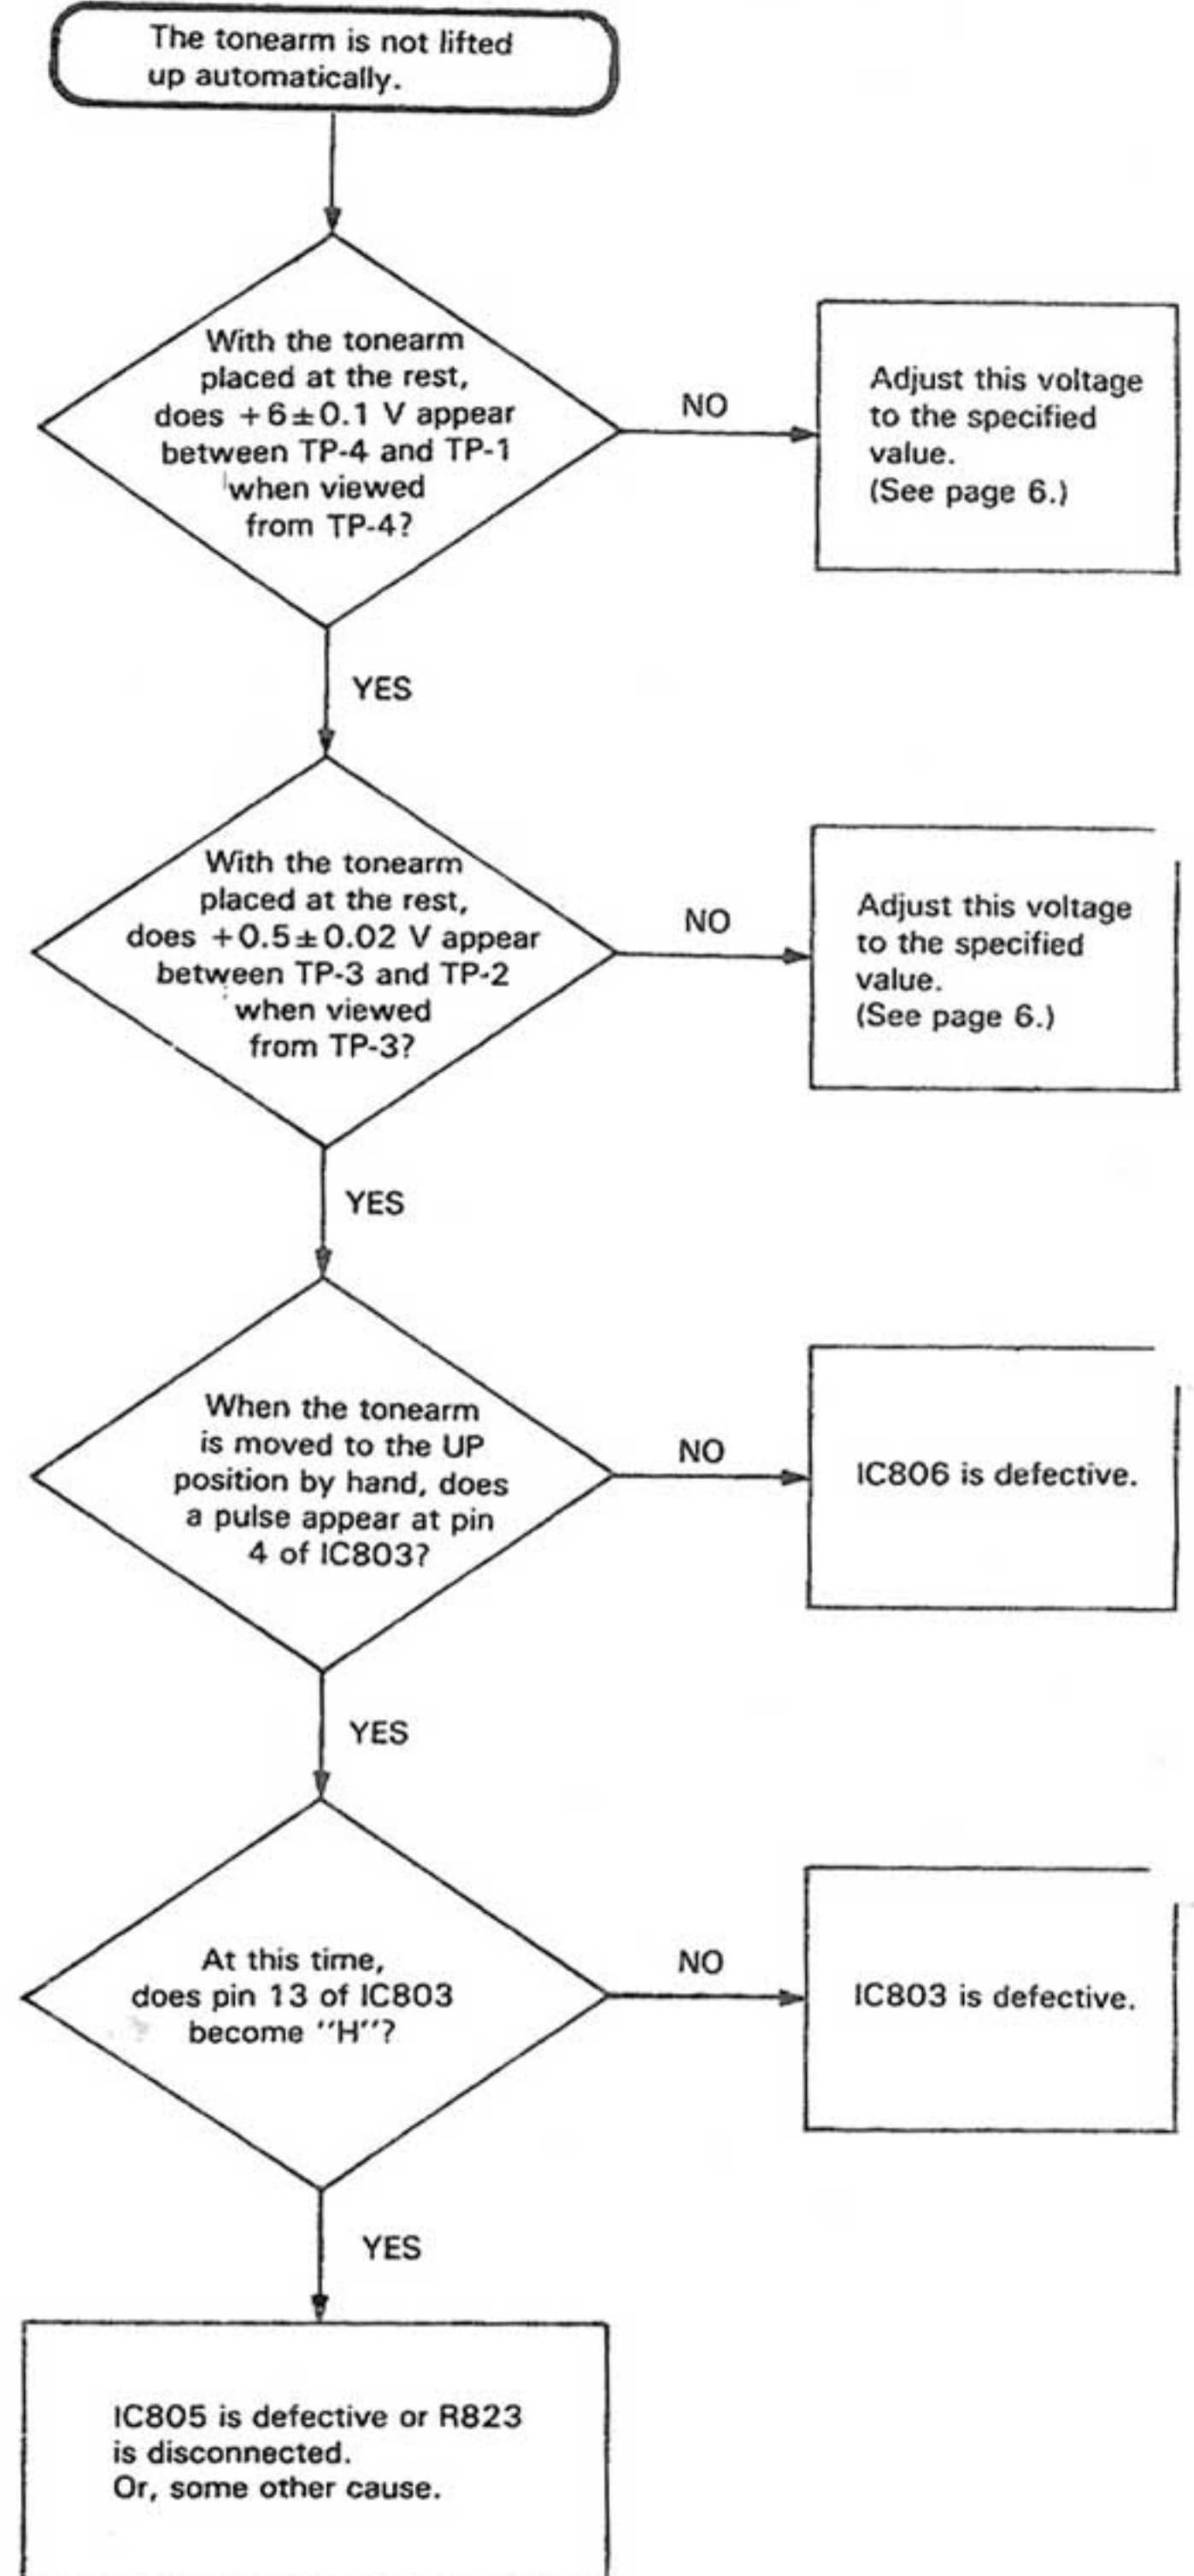 The tonearm is not lifted
up automatically.
With the tonearm
placed at the rest,
does +6±0.1 V appear
between TP-4 and TP-1
when viewed
from TP-4?
NO
Adjust this voltage
to the specified
value.
(See page 6.)
YES
With the tonearm
placed at the rest,
does +0.5±0.02 V appear
between TP-3 and TP-2
when viewed
from TP-3?
NO
Adjust this voltage
to the specified
value.
(See page 6.)
YES
When the tonearm
is moved to the UP
position by hand, does
a pulse appear at pin
4 of IC803?
NO
IC806 is defective.
YES
At this time,
does pin 13 of IC803
become "H"?
NO
IC803 is defective.
YES
IC805 is defective or R823
is disconnected.
Or, some other cause.